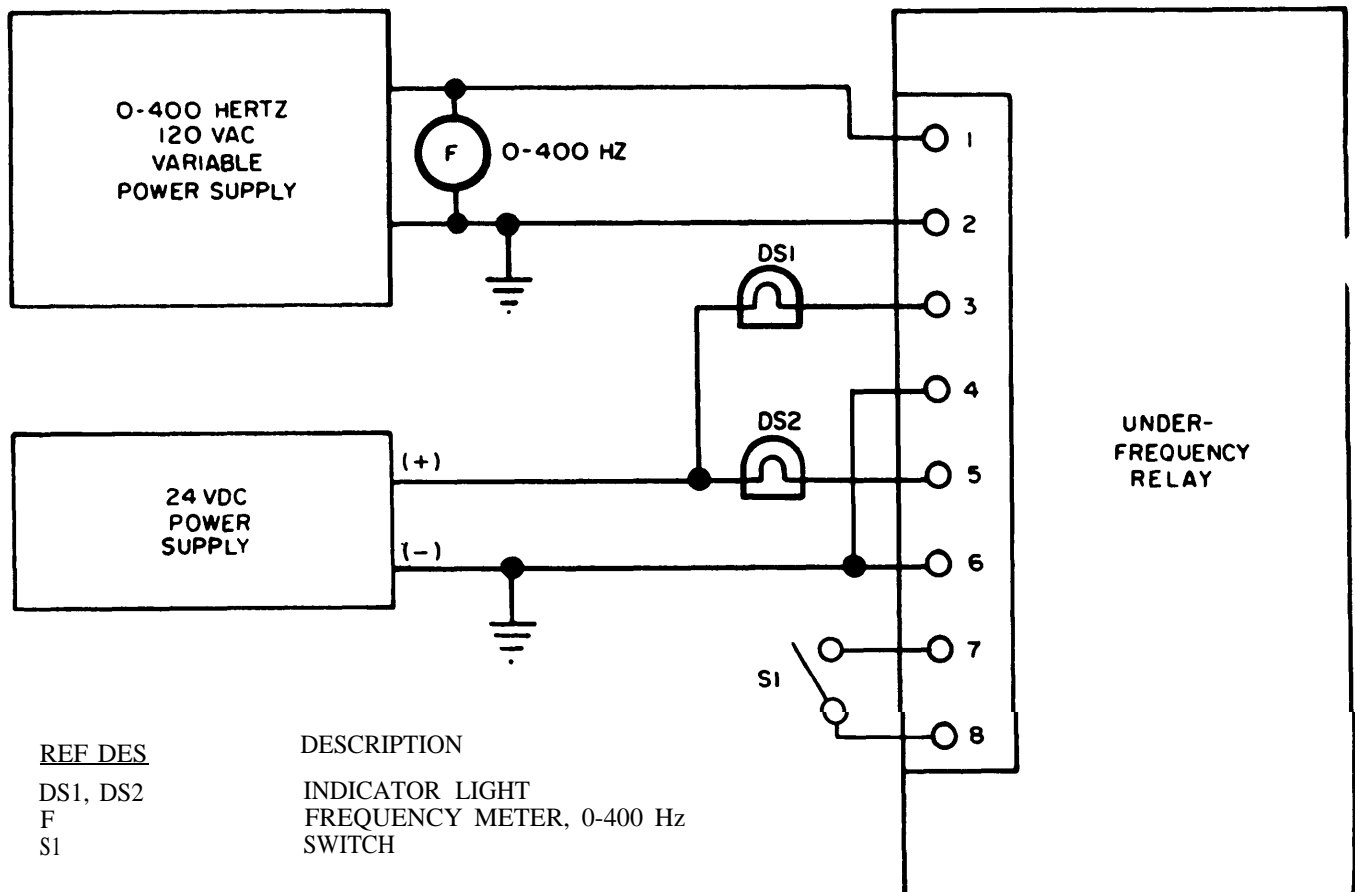 0-400 HERTZ
120 VAC
VARIABLE
POWER SUPPLY
F
0-400 HZ
1
2
DS1
3
4
DS2
5
UNDER-
FREQUENCY
RELAY
(+)
24 VDC
POWER
SUPPLY
(-)
6
7
S1
8
REF DES DESCRIPTION
DS1, DS2 INDICATOR LIGHT
F FREQUENCY METER, 0-400 Hz
S1 SWITCH